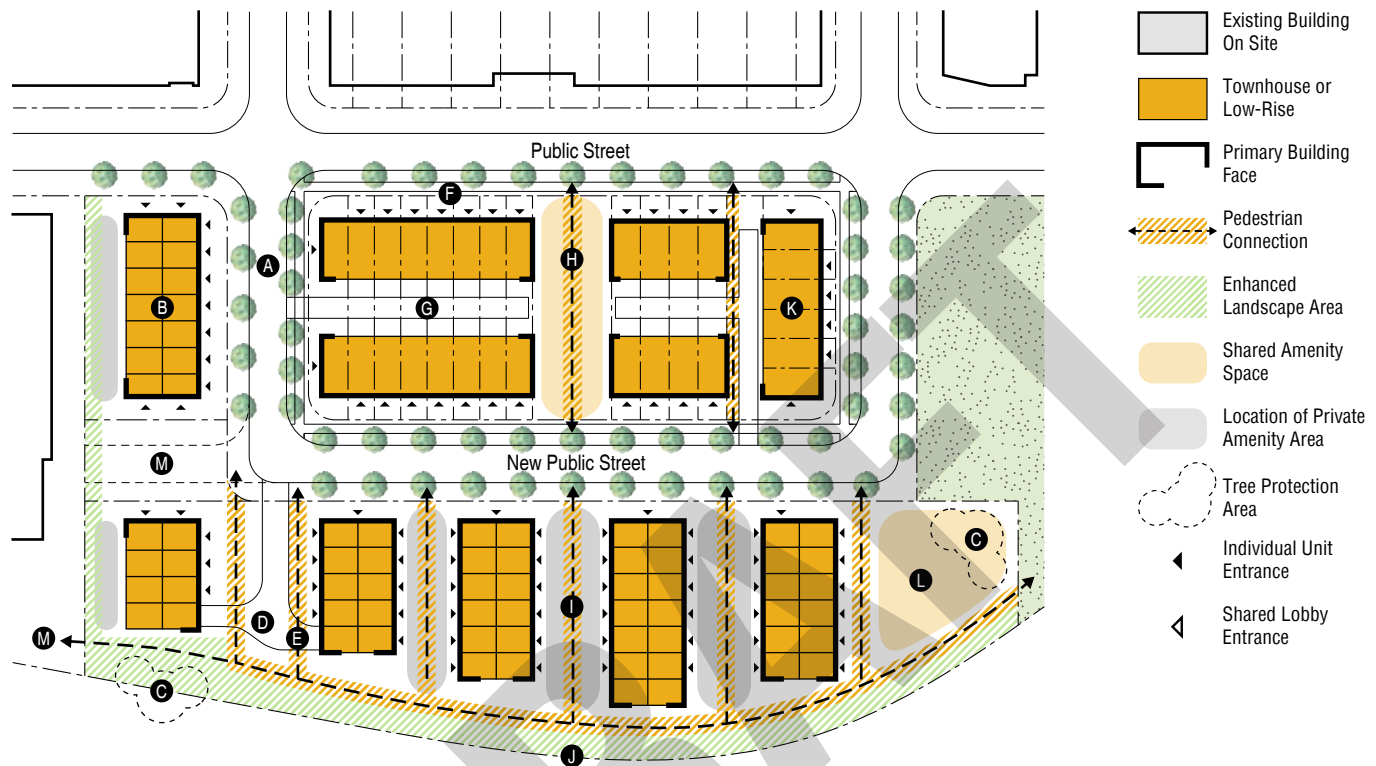 Public Street
New Public Street
A
B
C
C
D
E
F
G
H
I
J
K
L
M
M
Existing Building
On Site
Townhouse or
Low-Rise
Primary Building
Face
Pedestrian
Connection
Enhanced
Landscape Area
Shared Amenity
Space
Location of Private
Amenity Area
Tree Protection
Area
Individual Unit
Entrance
Shared Lobby
Entrance